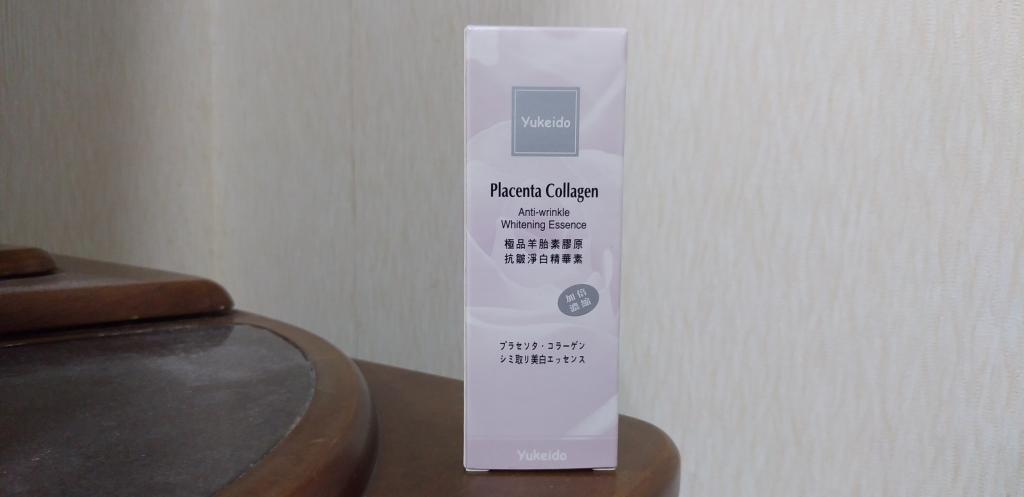 Yukeido
Placenta Collagen
Anti-wrinkle
Whitening Essence
極品羊胎素膠原
抗皺淨白精華素
加倍
濃縮
プラセソタ・コラーゲン
シミ取り美白エッセンス
Yukeido